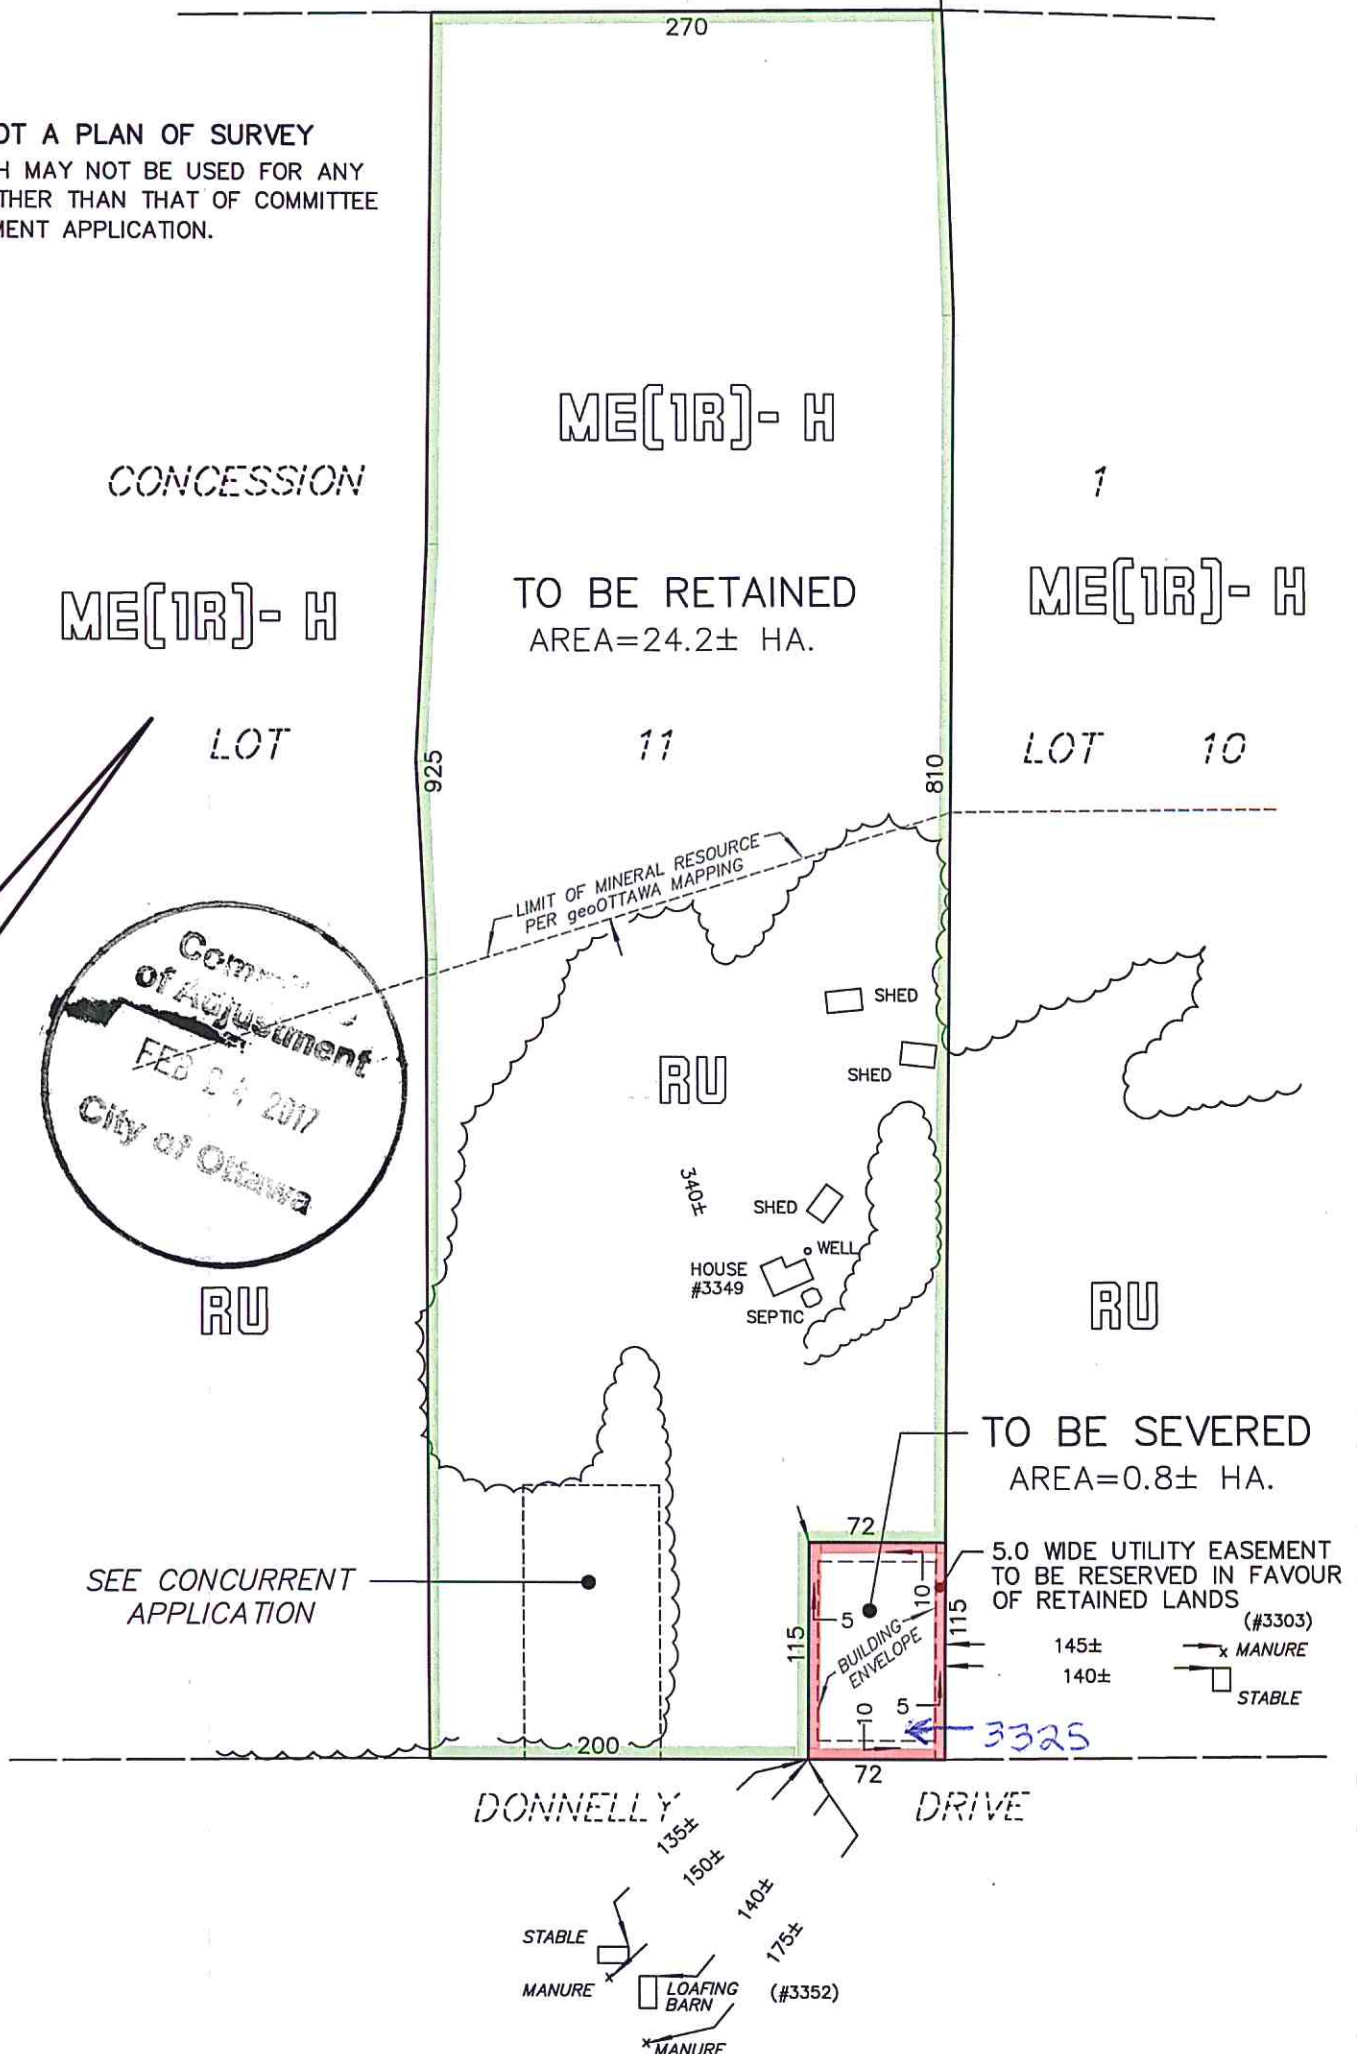 270
OT A PLAN OF SURVEY
H MAY NOT BE USED FOR ANY
THER THAN THAT OF COMMITTEE
MENT APPLICATION.
ME[1R]- H
CONCESSION
1
ME[1R]- H
TO BE RETAINED
AREA=24.2± HA.
ME[1R]- H
LOT
11
LOT 10
925
810
LIMIT OF MINERAL RESOURCE
PER geoOTTAWA MAPPING
of Adjustment
FEB 2017
City of Ottawa
SHED
SHED
RU
340±
SHED
WELL
HOUSE
#3349
SEPTIC
RU
RU
TO BE SEVERED
AREA=0.8± HA.
72
5.0 WIDE UTILITY EASEMENT
TO BE RESERVED IN FAVOUR
OF RETAINED LANDS
SEE CONCURRENT
APPLICATION
10
5
115
115
BUILDING
ENVELOPE
(#3303)
145±
MANURE
140±
STABLE
10
5
3325
200
72
DONNELLY DRIVE
135±
150±
140±
175±
STABLE
MANURE
LOAFING
BARN
(#3352)
MANURE